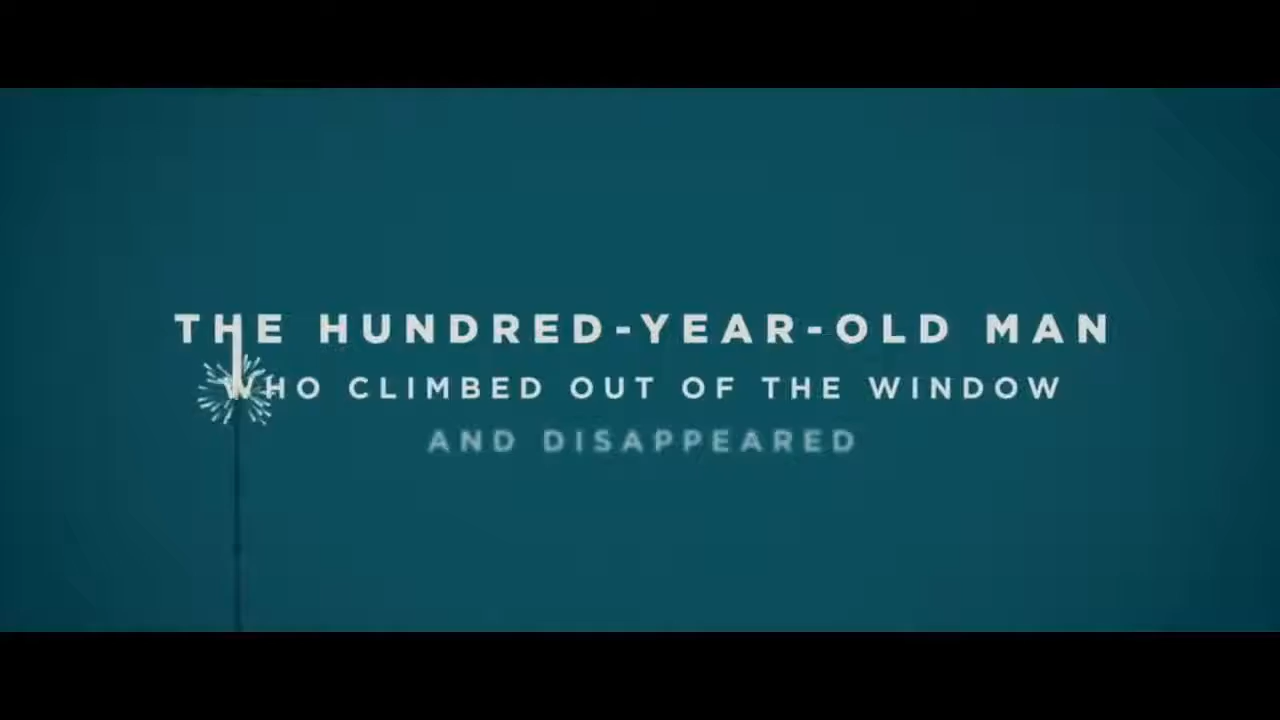 THE HUNDRED-YEAR-OLD MAN
WHO CLIMBED OUT OF THE WINDOW
AND DISAPPEARED